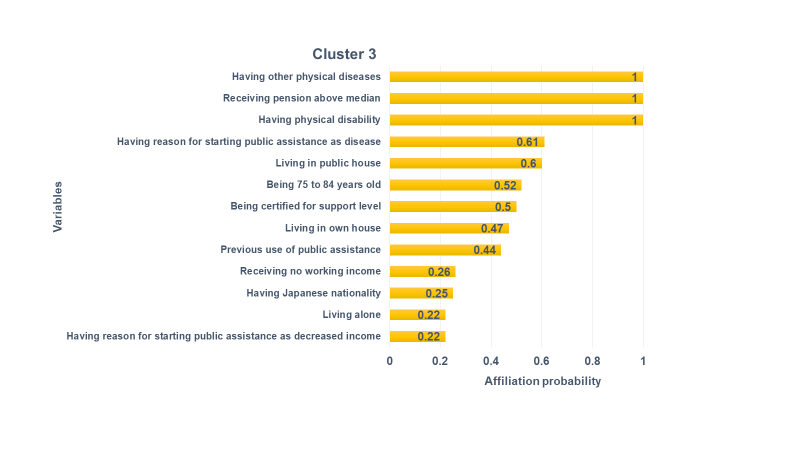 Cluster 3
Having other physical diseases 1
Receiving pension above median 1
Having physical disability 1
Having reason for starting public assistance as disease 0.61
Living in public house 0.6
Being 75 to 84 years old 0.52
Being certified for support level 0.5
Living in own house 0.47
Previous use of public assistance 0.44
Receiving no working income 0.26
Having Japanese nationality 0.25
Living alone 0.22
Having reason for starting public assistance as decreased income 0.22
0 0.2 0.4 0.6 0.8 1
Affiliation probability
Variables